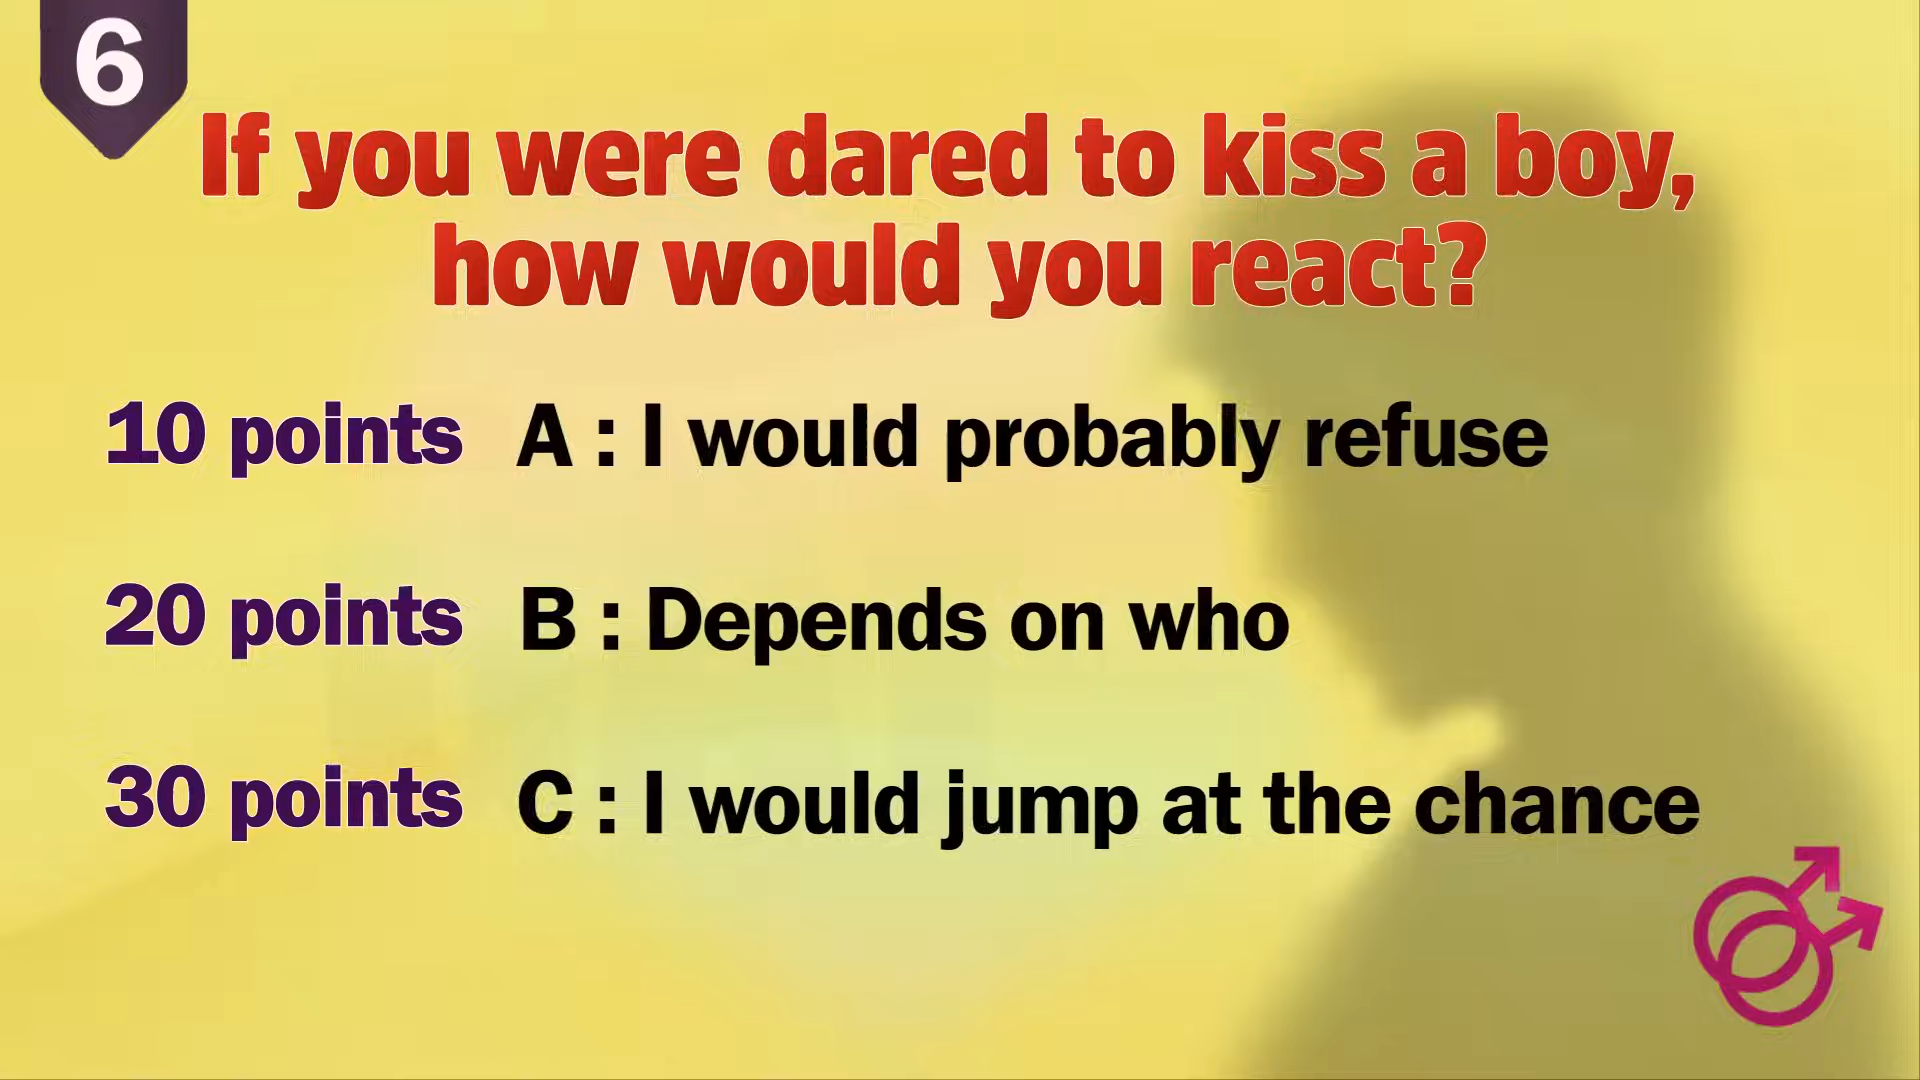 6
If you were dared to kiss a boy,
how would you react?
10 points A : I would probably refuse
20 points B : Depends on who
30 points C : I would jump at the chance